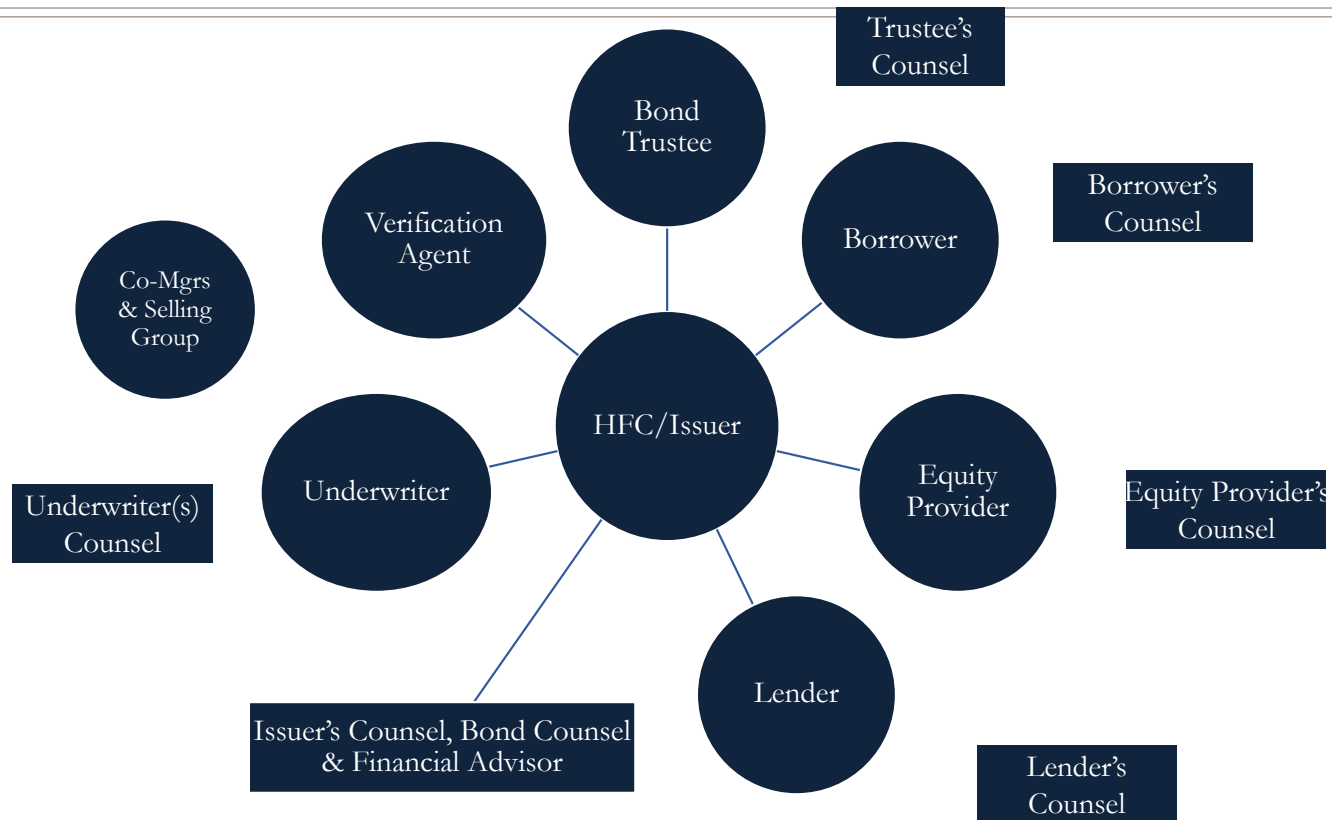 Trustee's
Counsel
Bond
Trustee
Borrower's
Counsel
Verification
Agent
Borrower
Co-Mgrs
& Selling
Group
HFC/Issuer
Equity
Provider
Underwriter
Equity Provider's
Counsel
Underwriter(s)
Counsel
Lender
Issuer's Counsel, Bond Counsel
& Financial Advisor
Lender's
Counsel